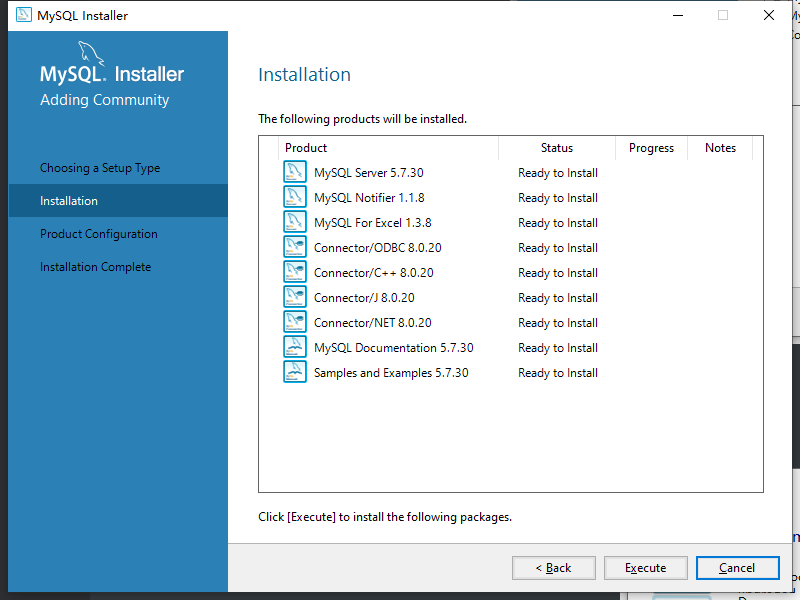 MySQL Installer
MySQL. Installer
Adding Community
Choosing a Setup Type
Installation
Product Configuration
Installation Complete
Installation
The following products will be installed.
Product Status Progress Notes
MySQL Server 5.7.30 Ready to Install
MySQL Notifier 1.1.8 Ready to Install
MySQL For Excel 1.3.8 Ready to Install
Connector/ODBC 8.0.20 Ready to Install
Connector/C++ 8.0.20 Ready to Install
Connector/J 8.0.20 Ready to Install
Connector/NET 8.0.20 Ready to Install
MySQL Documentation 5.7.30 Ready to Install
Samples and Examples 5.7.30 Ready to Install
Click [Execute] to install the following packages.
< Back Execute Cancel